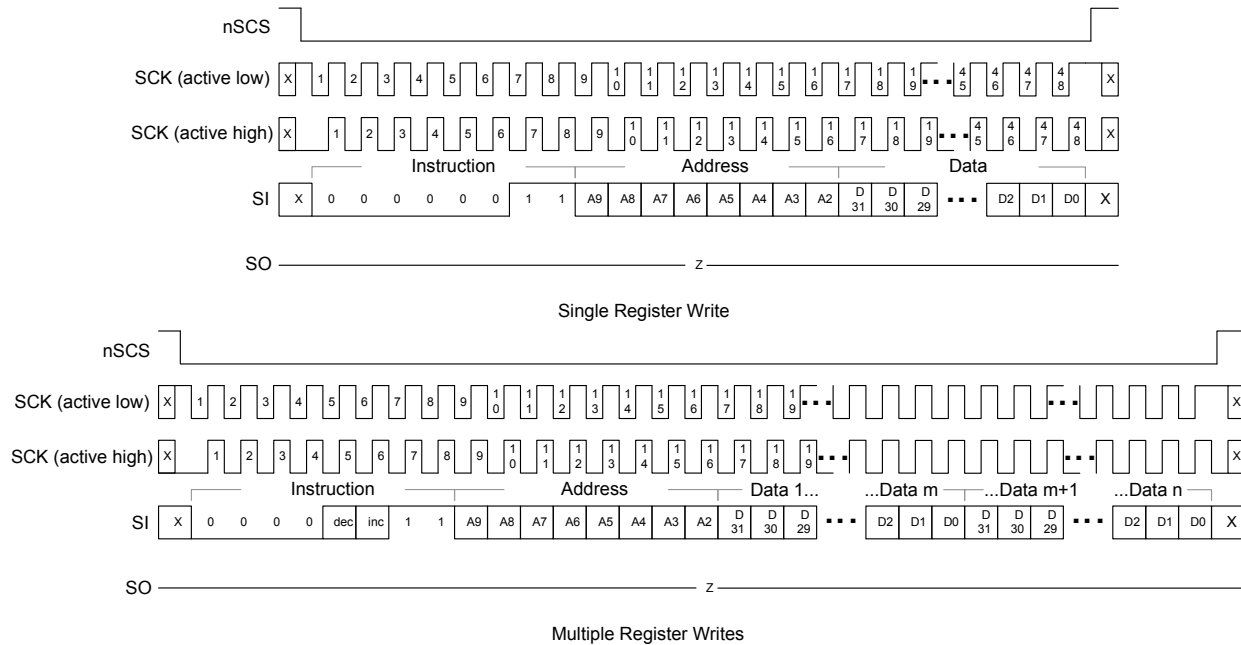 nSCS
SCK (active low) X 1 2 3 4 5 6 7 8 9 10 11 12 13 14 15 16 17 18 19 ... 45 46 47 48 X
SCK (active high) X 1 2 3 4 5 6 7 8 9 10 11 12 13 14 15 16 17 18 19 ... 45 46 47 48 X
Instruction Address Data
SI X 0 0 0 0 0 0 1 1 A9 A8 A7 A6 A5 A4 A3 A2 D31 D30 D29 ... D2 D1 D0 X
SO Z
Single Register Write
nSCS
SCK (active low) X 1 2 3 4 5 6 7 8 9 10 11 12 13 14 15 16 17 18 19 ... ... X
SCK (active high) X 1 2 3 4 5 6 7 8 9 10 11 12 13 14 15 16 17 18 19 ... ... X
Instruction Address Data 1... ...Data m ...Data m+1 ...Data n
SI X 0 0 0 0 dec inc 1 1 A9 A8 A7 A6 A5 A4 A3 A2 D31 D30 D29 ... D2 D1 D0 D31 D30 D29 ... D2 D1 D0 X
SO Z
Multiple Register Writes